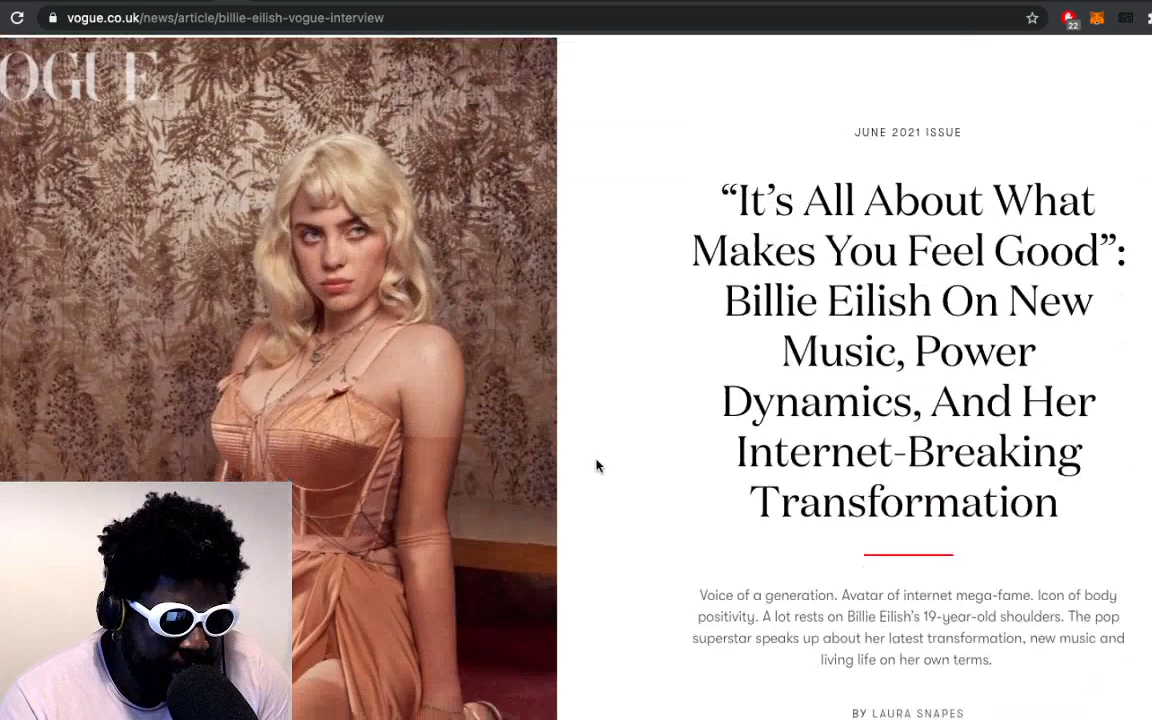 vogue.co.uk/news/article/billie-eilish-vogue-interview
22
OGUE
JUNE 2021 ISSUE
“It’s All About What
Makes You Feel Good”:
Billie Eilish On New
Music, Power
Dynamics, And Her
Internet-Breaking
Transformation
Voice of a generation. Avatar of internet mega-fame. Icon of body
positivity. A lot rests on Billie Eilish’s 19-year-old shoulders. The pop
superstar speaks up about her latest transformation, new music and
living life on her own terms.
BY LAURA SNAPES